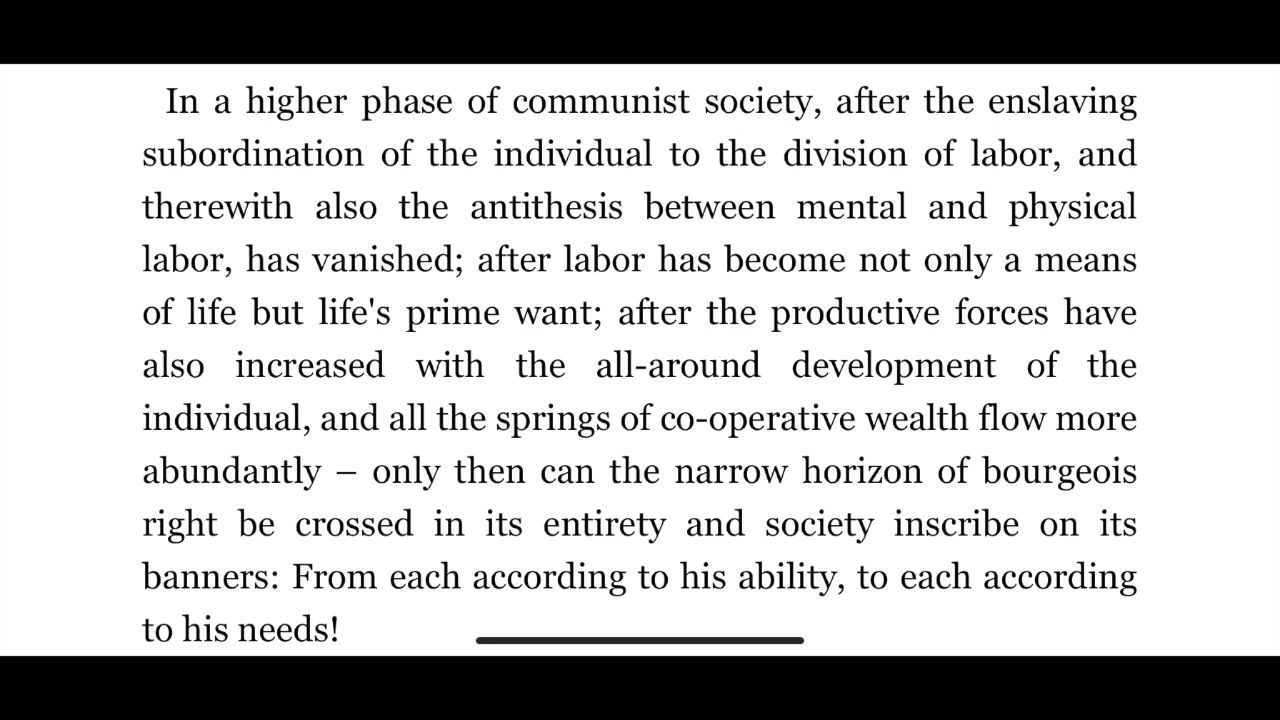 In a higher phase of communist society, after the enslaving
subordination of the individual to the division of labor, and
therewith also the antithesis between mental and physical
labor, has vanished; after labor has become not only a means
of life but life's prime want; after the productive forces have
also increased with the all-around development of the
individual, and all the springs of co-operative wealth flow more
abundantly – only then can the narrow horizon of bourgeois
right be crossed in its entirety and society inscribe on its
banners: From each according to his ability, to each according
to his needs!